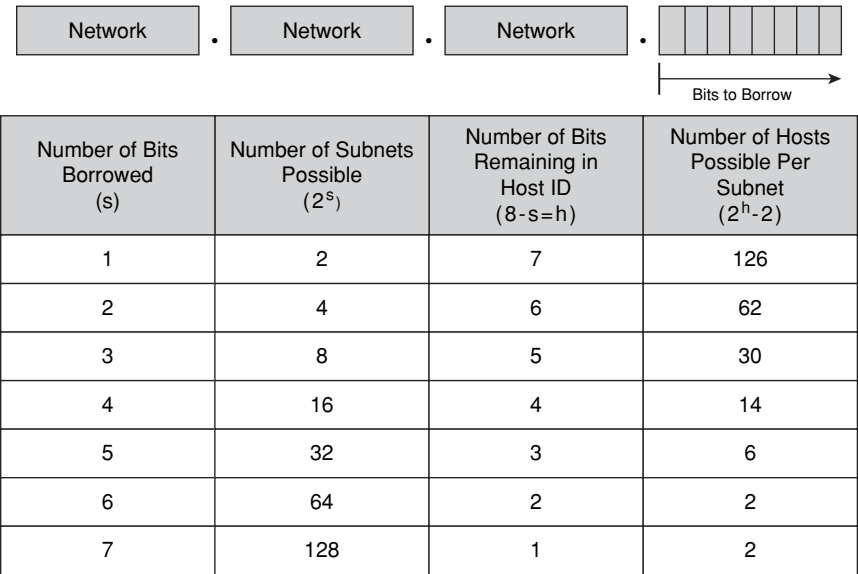 Network . Network . Network .
Bits to Borrow
Number of Bits
Borrowed
(s)
Number of Subnets
Possible
(2^s)
Number of Bits
Remaining in
Host ID
(8-s=h)
Number of Hosts
Possible Per
Subnet
(2^h-2)
1 2 7 126
2 4 6 62
3 8 5 30
4 16 4 14
5 32 3 6
6 64 2 2
7 128 1 2